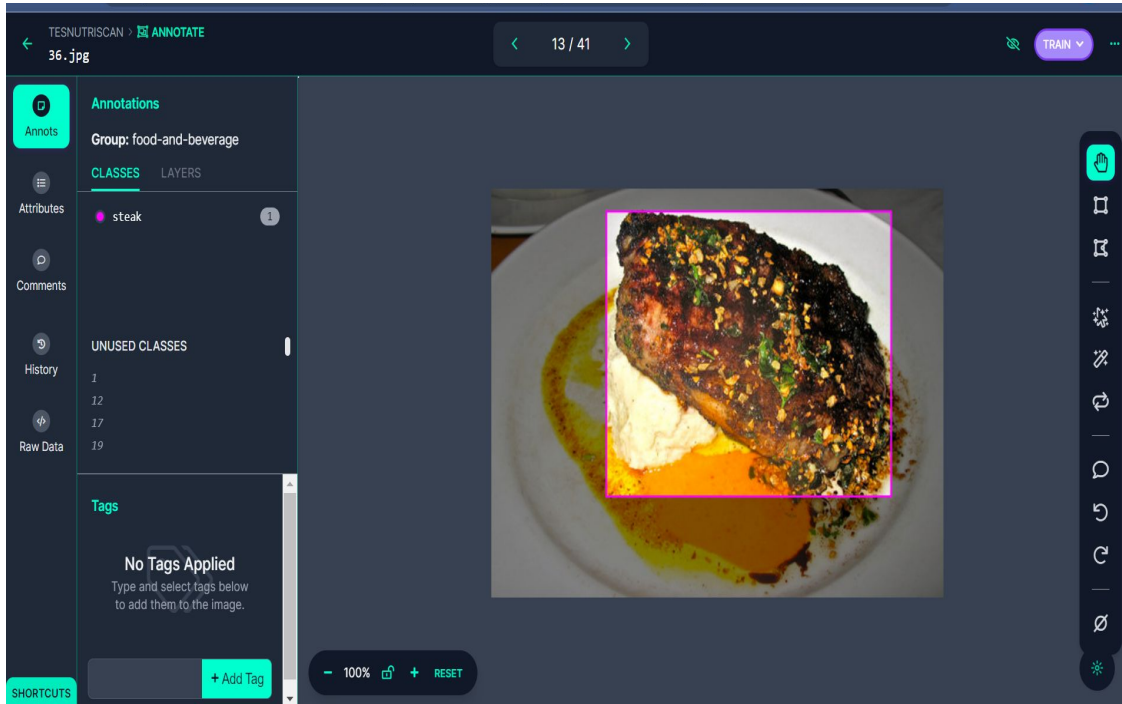 TESNUTRISCAN > ANNOTATE
36.jpg
13 / 41
TRAIN
Annots
Attributes
Comments
History
Raw Data
SHORTCUTS
Annotations
Group: food-and-beverage
CLASSES LAYERS
steak 1
UNUSED CLASSES
1
12
17
19
Tags
No Tags Applied
Type and select tags below
to add them to the image.
+ Add Tag
− 100% + RESET